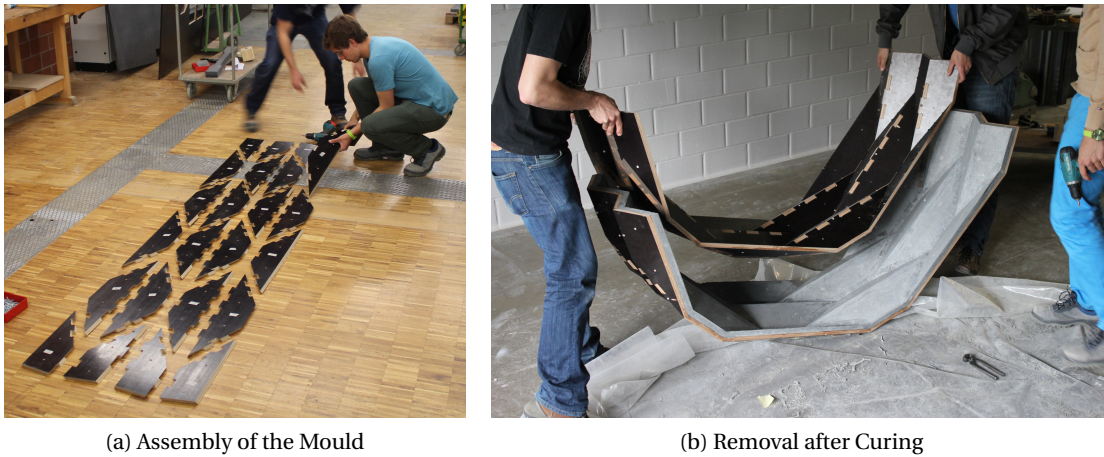 (a) Assembly of the Mould
(b) Removal after Curing